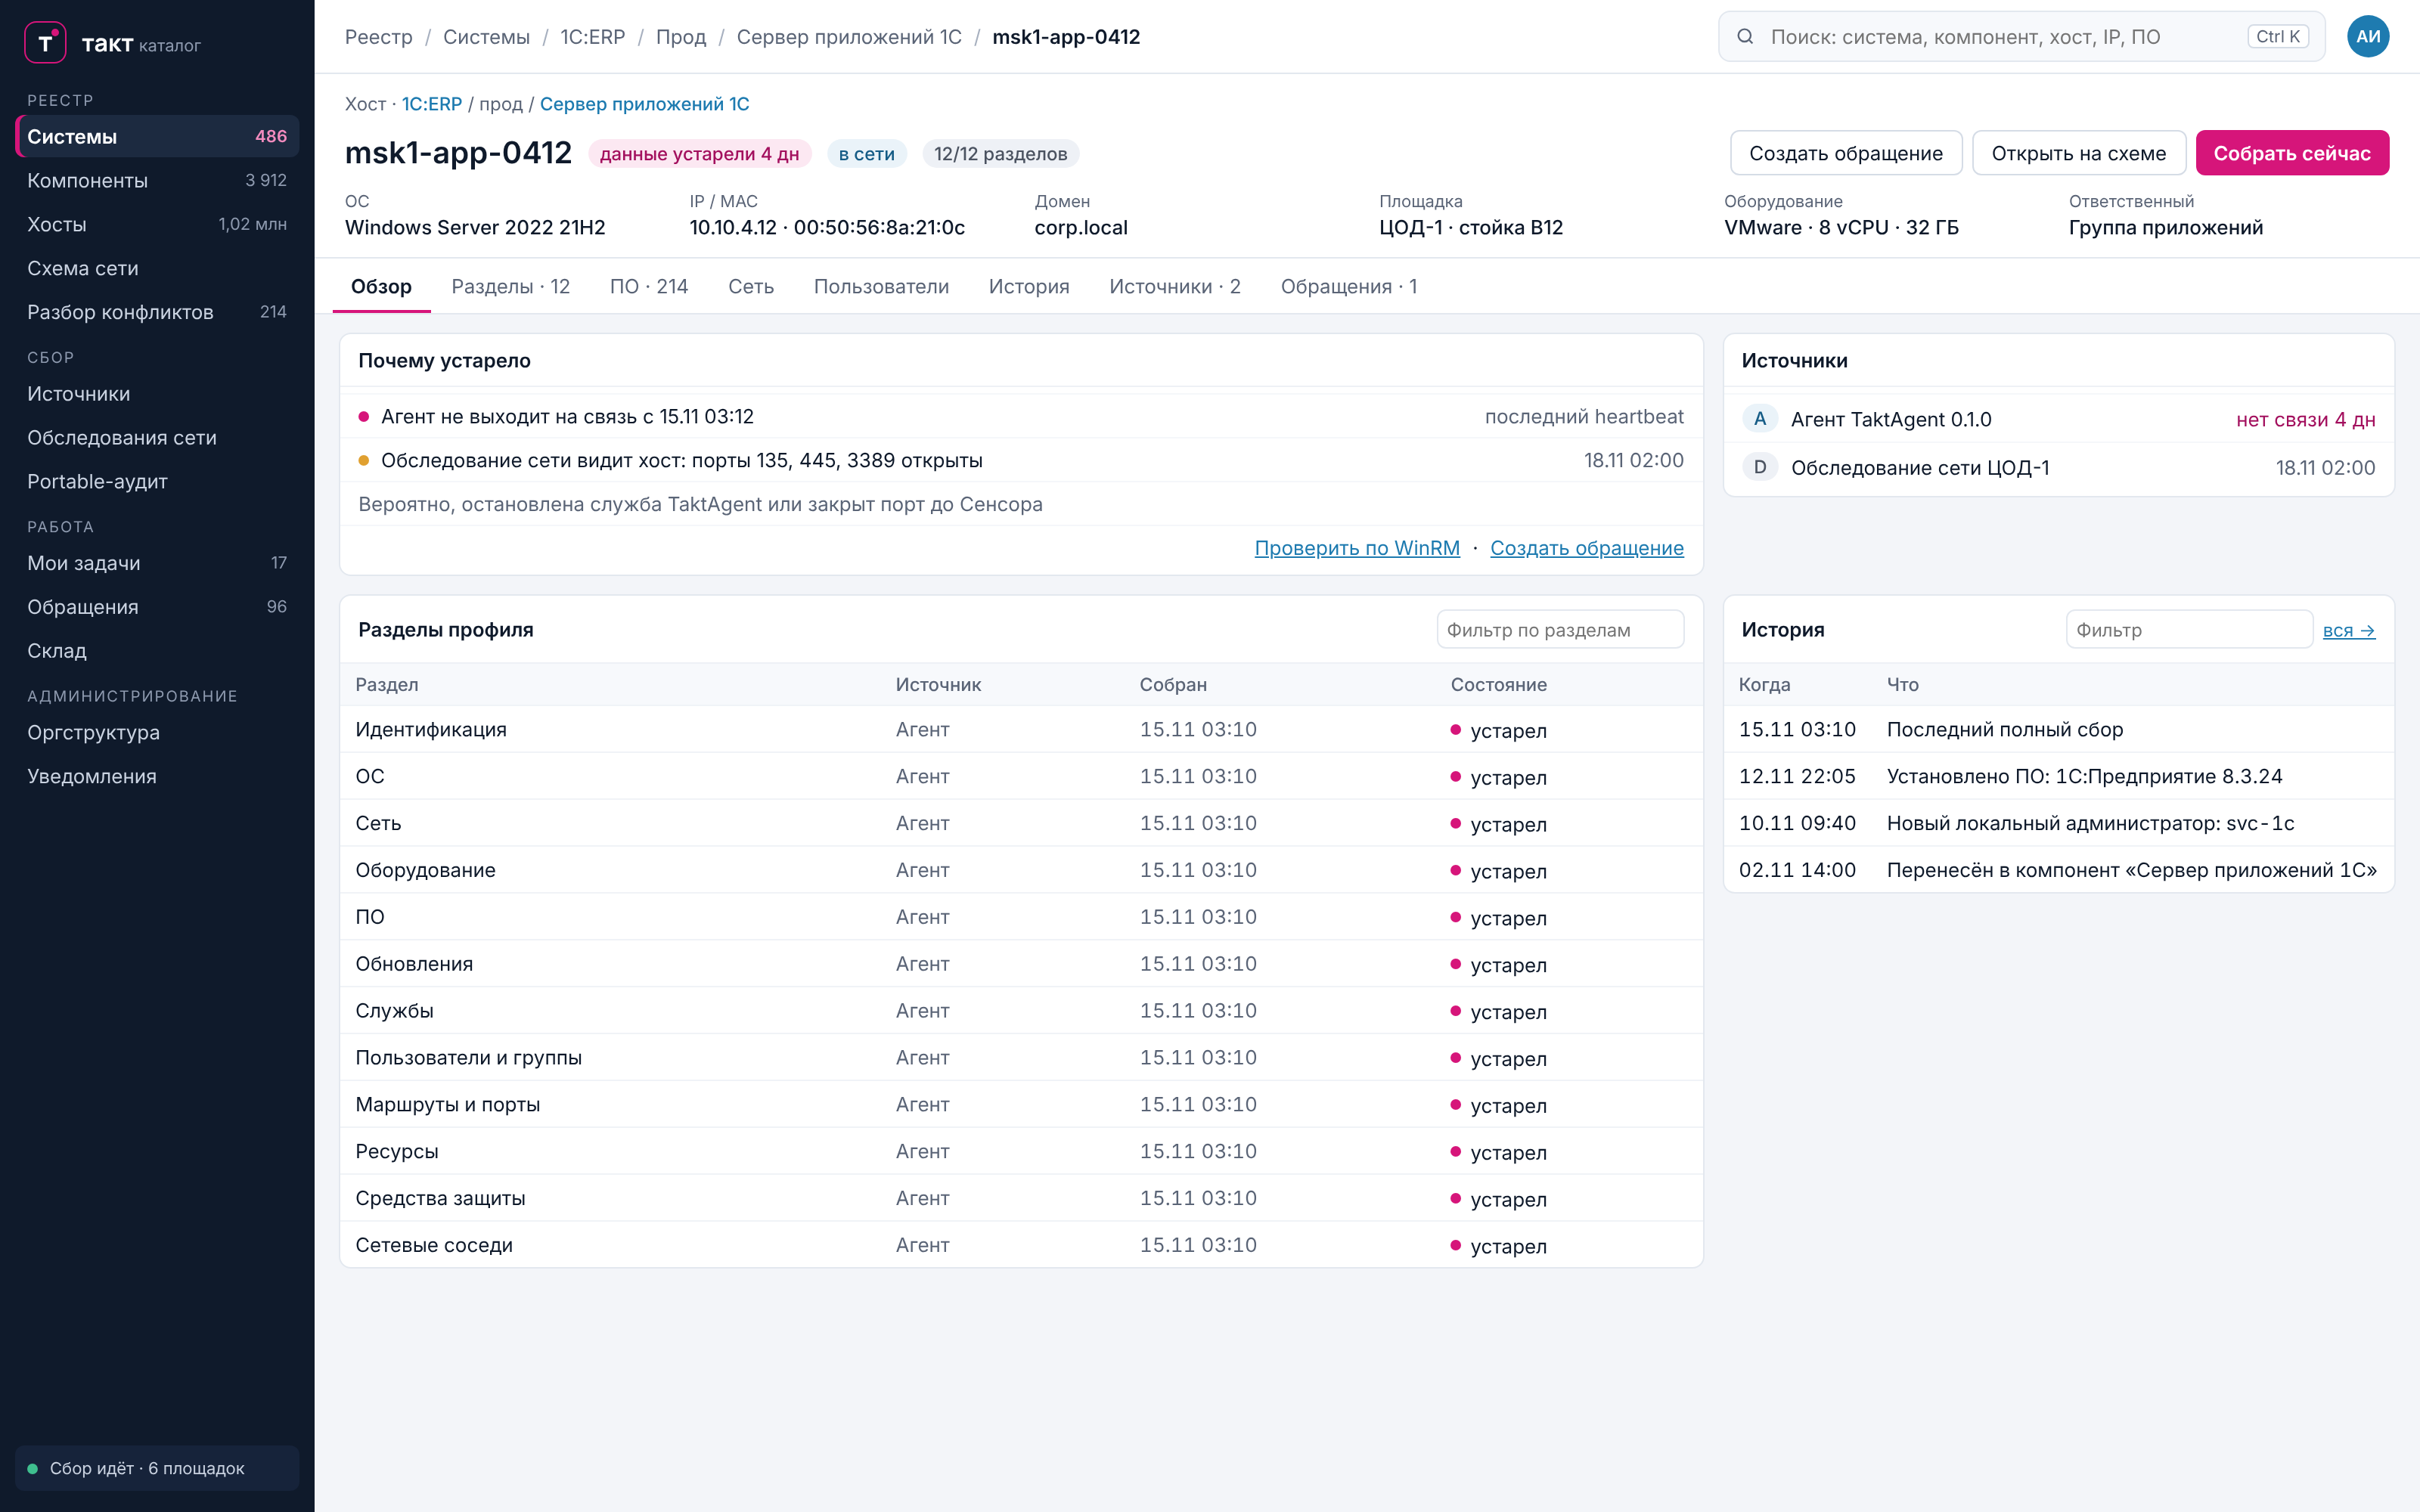 T такт каталог
РЕЕСТР
Системы 486
Компоненты 3 912
Хосты 1,02 млн
Схема сети
Разбор конфликтов 214
СБОР
Источники
Обследования сети
Portable-аудит
РАБОТА
Мои задачи 17
Обращения 96
Склад
АДМИНИСТРИРОВАНИЕ
Оргструктура
Уведомления
Сбор идёт · 6 площадок
Реестр / Системы / 1С:ERP / Прод / Сервер приложений 1С / msk1-app-0412
Поиск: система, компонент, хост, IP, ПО Ctrl K
АИ
Хост · 1С:ERP / прод / Сервер приложений 1С
msk1-app-0412 данные устарели 4 дн в сети 12/12 разделов
Создать обращение Открыть на схеме Собрать сейчас
ОС IP / MAC Домен Площадка Оборудование Ответственный
Windows Server 2022 21H2 10.10.4.12 · 00:50:56:8a:21:0c corp.local ЦОД-1 · стойка B12 VMware · 8 vCPU · 32 ГБ Группа приложений
Обзор Разделы · 12 ПО · 214 Сеть Пользователи История Источники · 2 Обращения · 1
Почему устарело
Агент не выходит на связь с 15.11 03:12 последний heartbeat
Обследование сети видит хост: порты 135, 445, 3389 открыты 18.11 02:00
Вероятно, остановлена служба TaktAgent или закрыт порт до Сенсора
Проверить по WinRM · Создать обращение
Источники
A Агент TaktAgent 0.1.0 нет связи 4 дн
D Обследование сети ЦОД-1 18.11 02:00
Разделы профиля Фильтр по разделам
Раздел Источник Собран Состояние
Идентификация Агент 15.11 03:10 устарел
ОС Агент 15.11 03:10 устарел
Сеть Агент 15.11 03:10 устарел
Оборудование Агент 15.11 03:10 устарел
ПО Агент 15.11 03:10 устарел
Обновления Агент 15.11 03:10 устарел
Службы Агент 15.11 03:10 устарел
Пользователи и группы Агент 15.11 03:10 устарел
Маршруты и порты Агент 15.11 03:10 устарел
Ресурсы Агент 15.11 03:10 устарел
Средства защиты Агент 15.11 03:10 устарел
Сетевые соседи Агент 15.11 03:10 устарел
История Фильтр вся →
Когда Что
15.11 03:10 Последний полный сбор
12.11 22:05 Установлено ПО: 1С:Предприятие 8.3.24
10.11 09:40 Новый локальный администратор: svc-1c
02.11 14:00 Перенесён в компонент «Сервер приложений 1С»